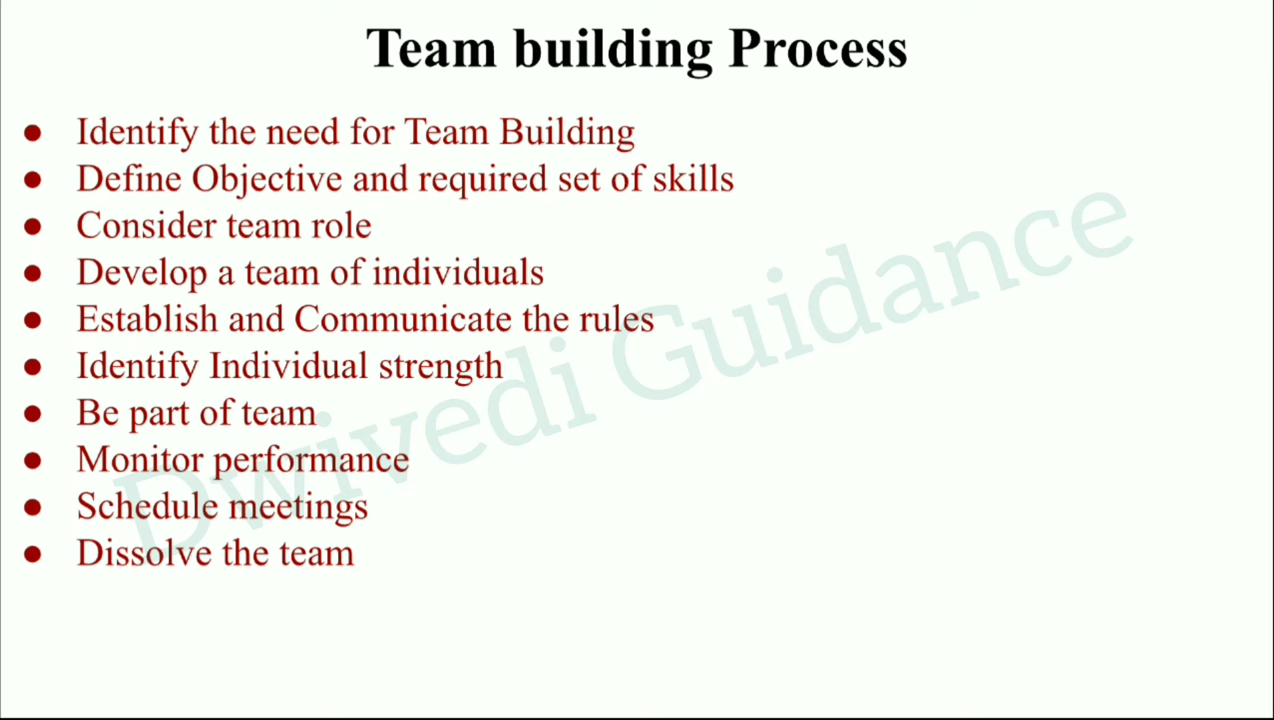 Team building Process
● Identify the need for Team Building
● Define Objective and required set of skills
● Consider team role
● Develop a team of individuals
● Establish and Communicate the rules
● Identify Individual strength
● Be part of team
● Monitor performance
● Schedule meetings
● Dissolve the team
Dwivedi Guidance